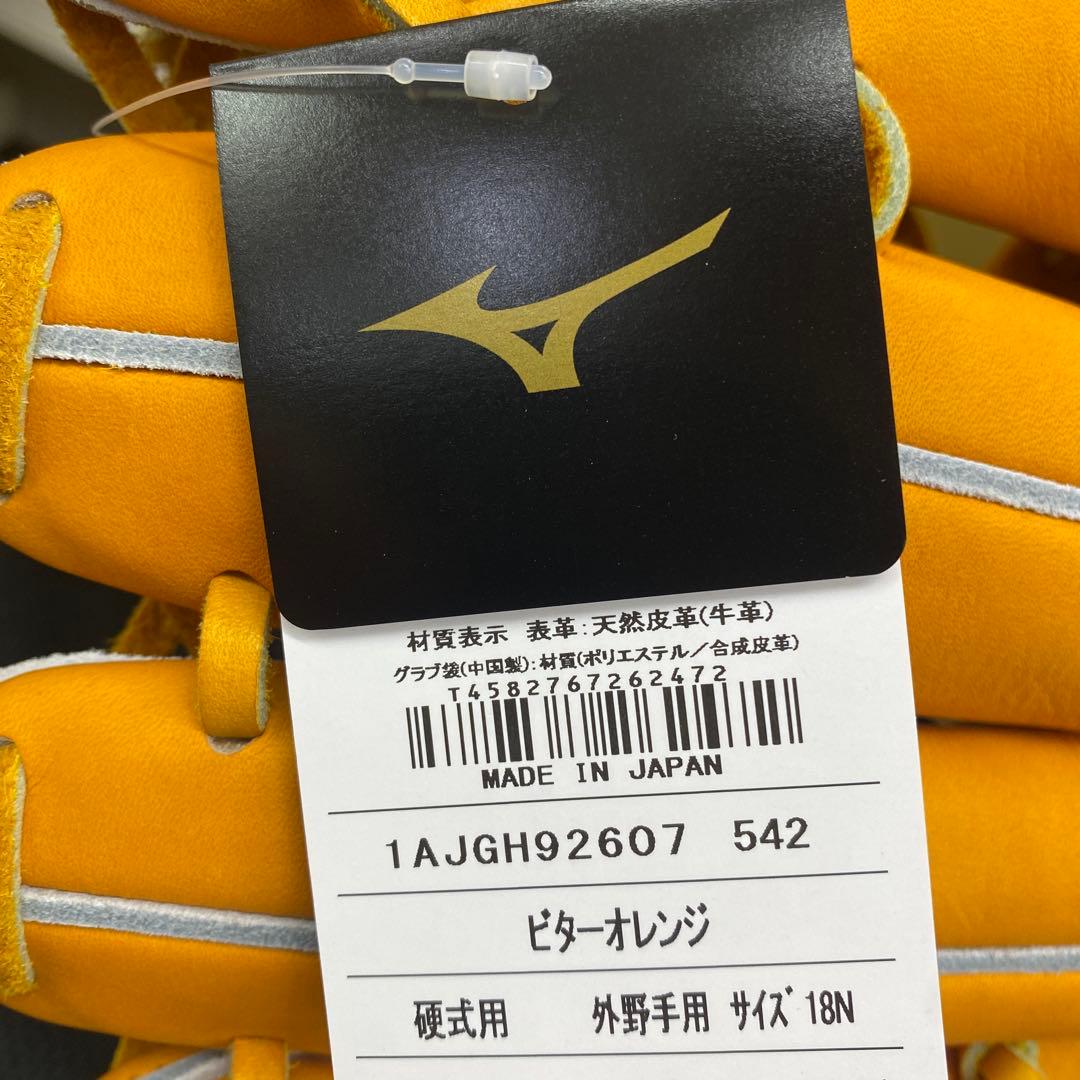 材質表示 表革:天然皮革(牛革)
グラブ袋(中国製):材質(ポリエステル/合成皮革)
T4582767262472
MADE IN JAPAN
1AJGH92607 542
ビターオレンジ
硬式用 外野手用 サイズ 18N